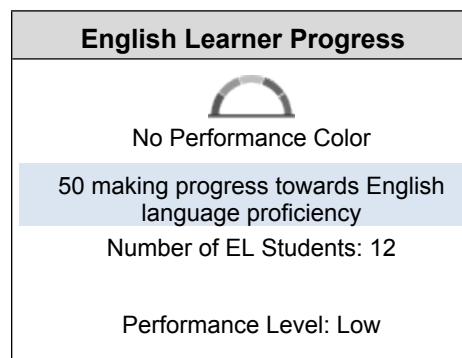 English Learner Progress
No Performance Color
50 making progress towards English
language proficiency
Number of EL Students: 12
Performance Level: Low